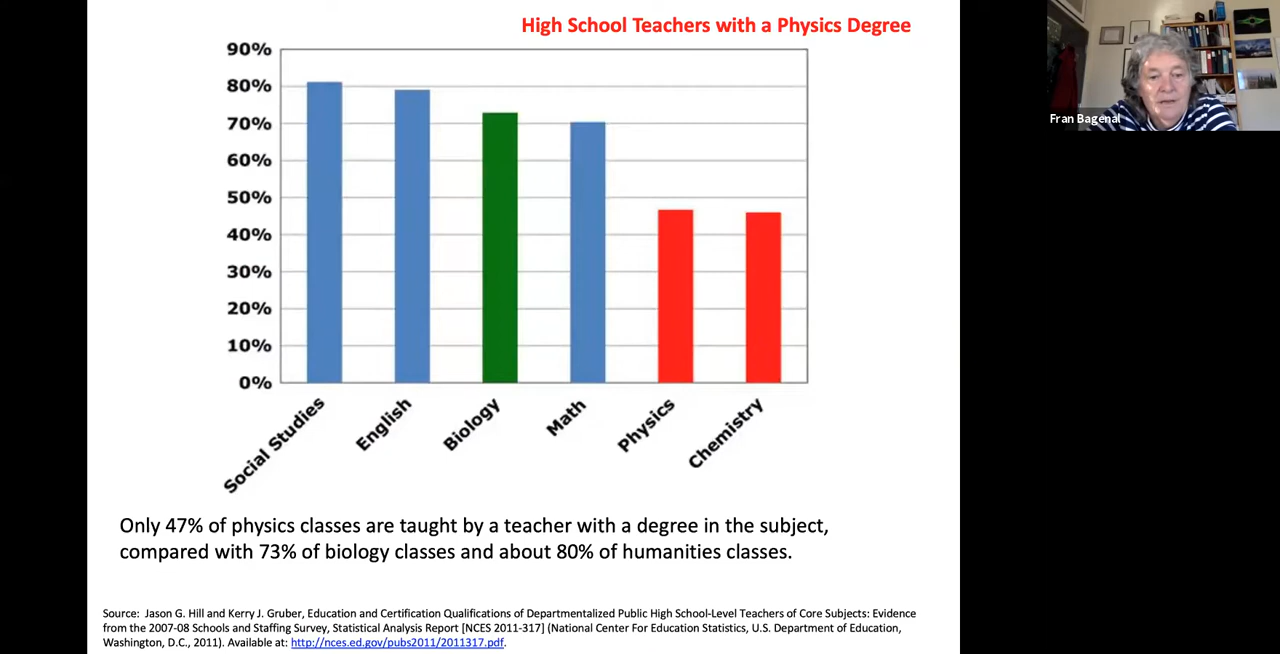 High School Teachers with a Physics Degree
90%
80%
70%
60%
50%
40%
30%
20%
10%
0%
Social Studies
English
Biology
Math
Physics
Chemistry
Only 47% of physics classes are taught by a teacher with a degree in the subject,
compared with 73% of biology classes and about 80% of humanities classes.
Source: Jason G. Hill and Kerry J. Gruber, Education and Certification Qualifications of Departmentalized Public High School-Level Teachers of Core Subjects: Evidence
from the 2007-08 Schools and Staffing Survey, Statistical Analysis Report [NCES 2011-317] (National Center For Education Statistics, U.S. Department of Education,
Washington, D.C., 2011). Available at: http://nces.ed.gov/pubs2011/2011317.pdf.
Fran Bagenal